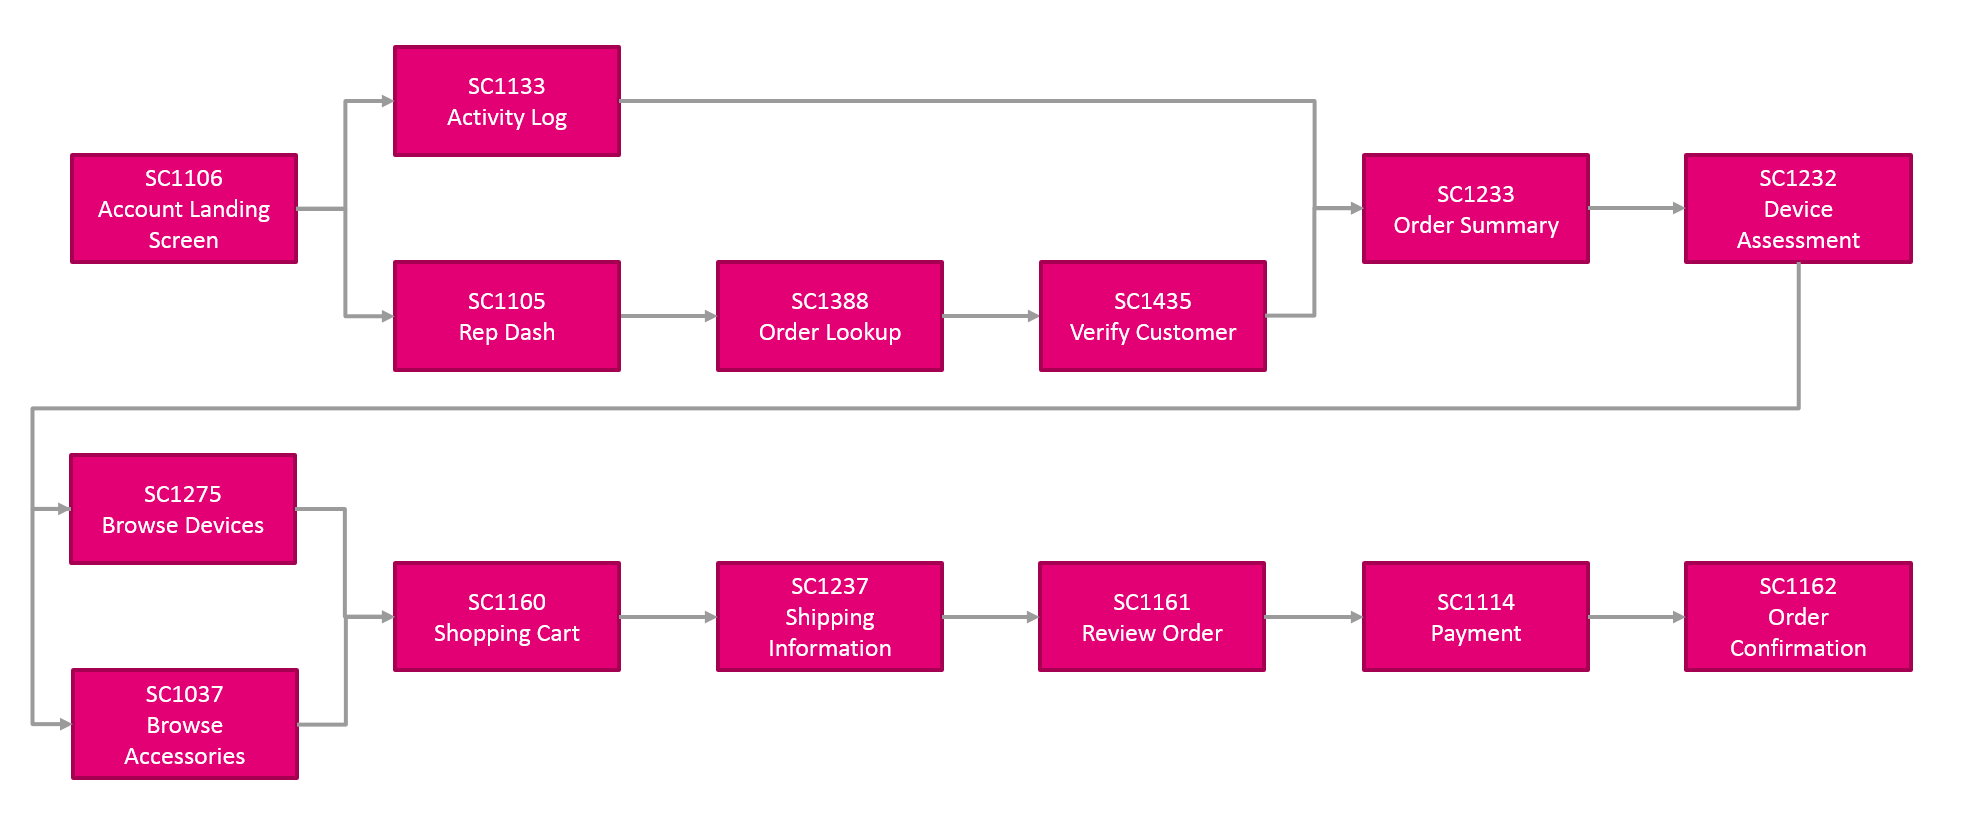 SC1133
Activity Log
SC1106
Account Landing
Screen
SC1233
Order Summary
SC1232
Device
Assessment
SC1105
Rep Dash
SC1388
Order Lookup
SC1435
Verify Customer
SC1275
Browse Devices
SC1160
Shopping Cart
SC1237
Shipping
Information
SC1161
Review Order
SC1114
Payment
SC1162
Order
Confirmation
SC1037
Browse
Accessories